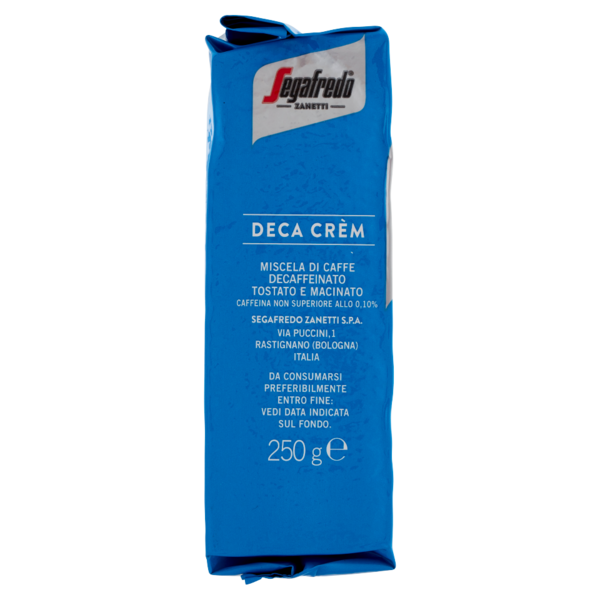 Segafredo®
ZANETTI
DECA CRÈM
MISCELA DI CAFFE
DECAFFEINATO
TOSTATO E MACINATO
CAFFEINA NON SUPERIORE ALLO 0,10%
SEGAFREDO ZANETTI S.P.A.
VIA PUCCINI,1
RASTIGNANO (BOLOGNA)
ITALIA
DA CONSUMARSI
PREFERIBILMENTE
ENTRO FINE:
VEDI DATA INDICATA
SUL FONDO.
250 g ℮